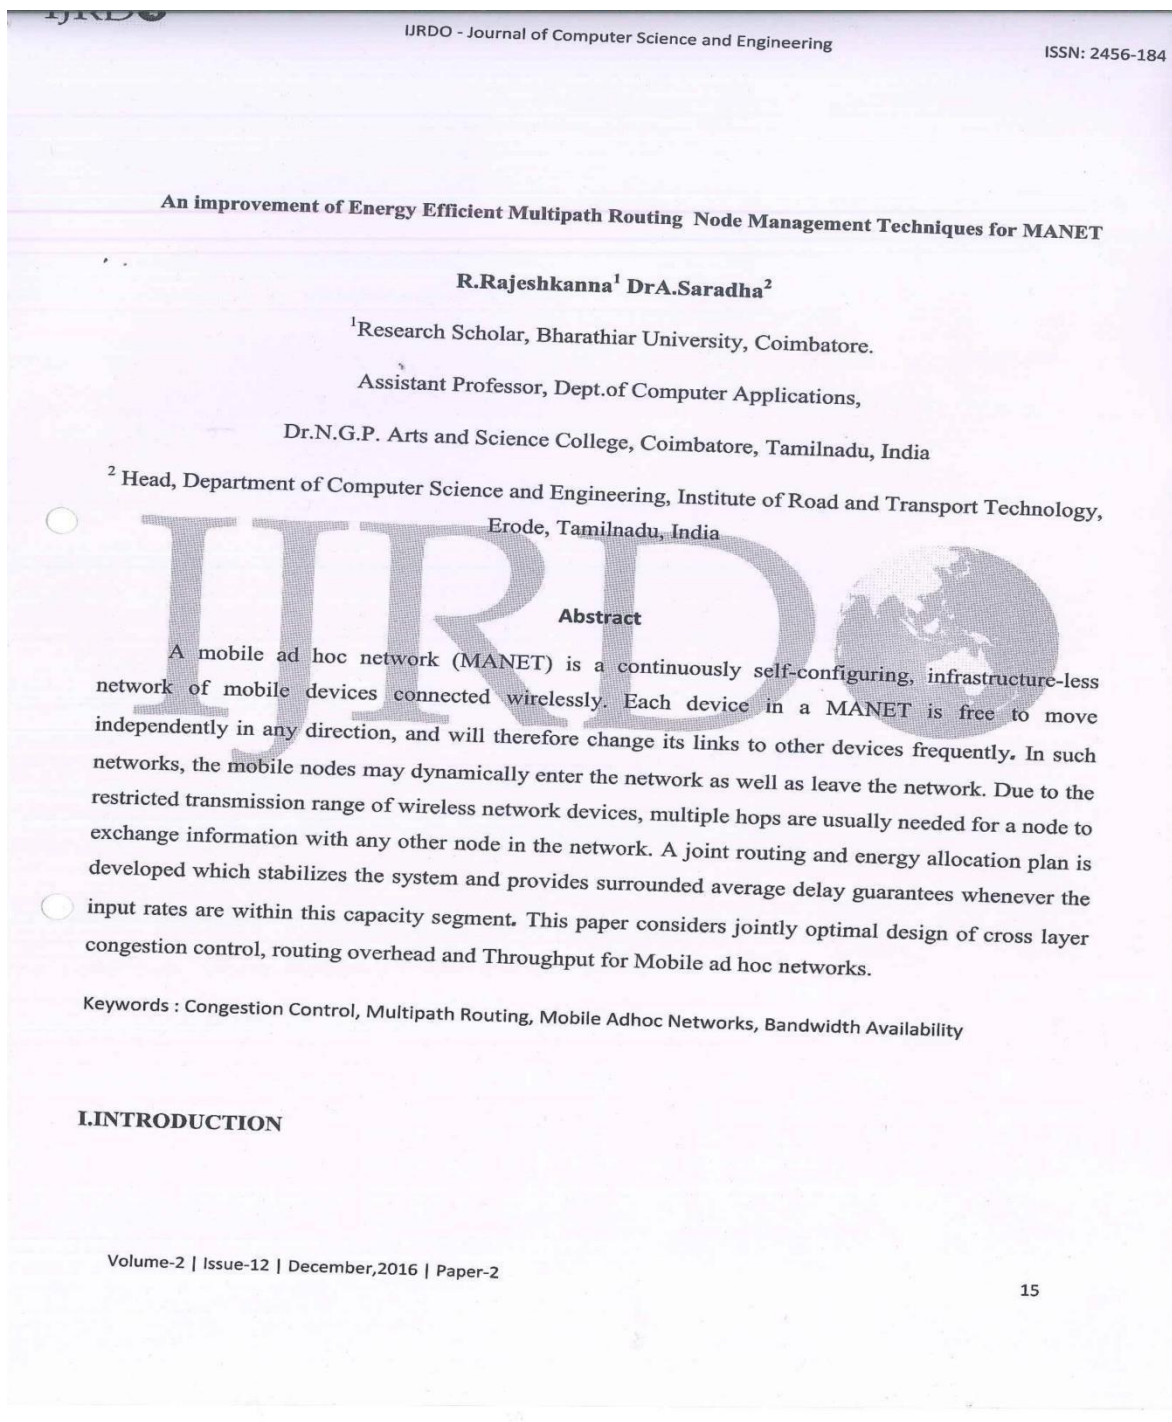 IJRDO
IJRDO - Journal of Computer Science and Engineering
ISSN: 2456-184
An improvement of Energy Efficient Multipath Routing Node Management Techniques for MANET
R.Rajeshkanna¹ DrA.Saradha²
¹Research Scholar, Bharathiar University, Coimbatore.
Assistant Professor, Dept.of Computer Applications,
Dr.N.G.P. Arts and Science College, Coimbatore, Tamilnadu, India
² Head, Department of Computer Science and Engineering, Institute of Road and Transport Technology,
Erode, Tamilnadu, India
IJRDO
Abstract
A mobile ad hoc network (MANET) is a continuously self-configuring, infrastructure-less
network of mobile devices connected wirelessly. Each device in a MANET is free to move
independently in any direction, and will therefore change its links to other devices frequently. In such
networks, the mobile nodes may dynamically enter the network as well as leave the network. Due to the
restricted transmission range of wireless network devices, multiple hops are usually needed for a node to
exchange information with any other node in the network. A joint routing and energy allocation plan is
developed which stabilizes the system and provides surrounded average delay guarantees whenever the
input rates are within this capacity segment. This paper considers jointly optimal design of cross layer
congestion control, routing overhead and Throughput for Mobile ad hoc networks.
Keywords : Congestion Control, Multipath Routing, Mobile Adhoc Networks, Bandwidth Availability
I.INTRODUCTION
Volume-2 | Issue-12 | December,2016 | Paper-2
15